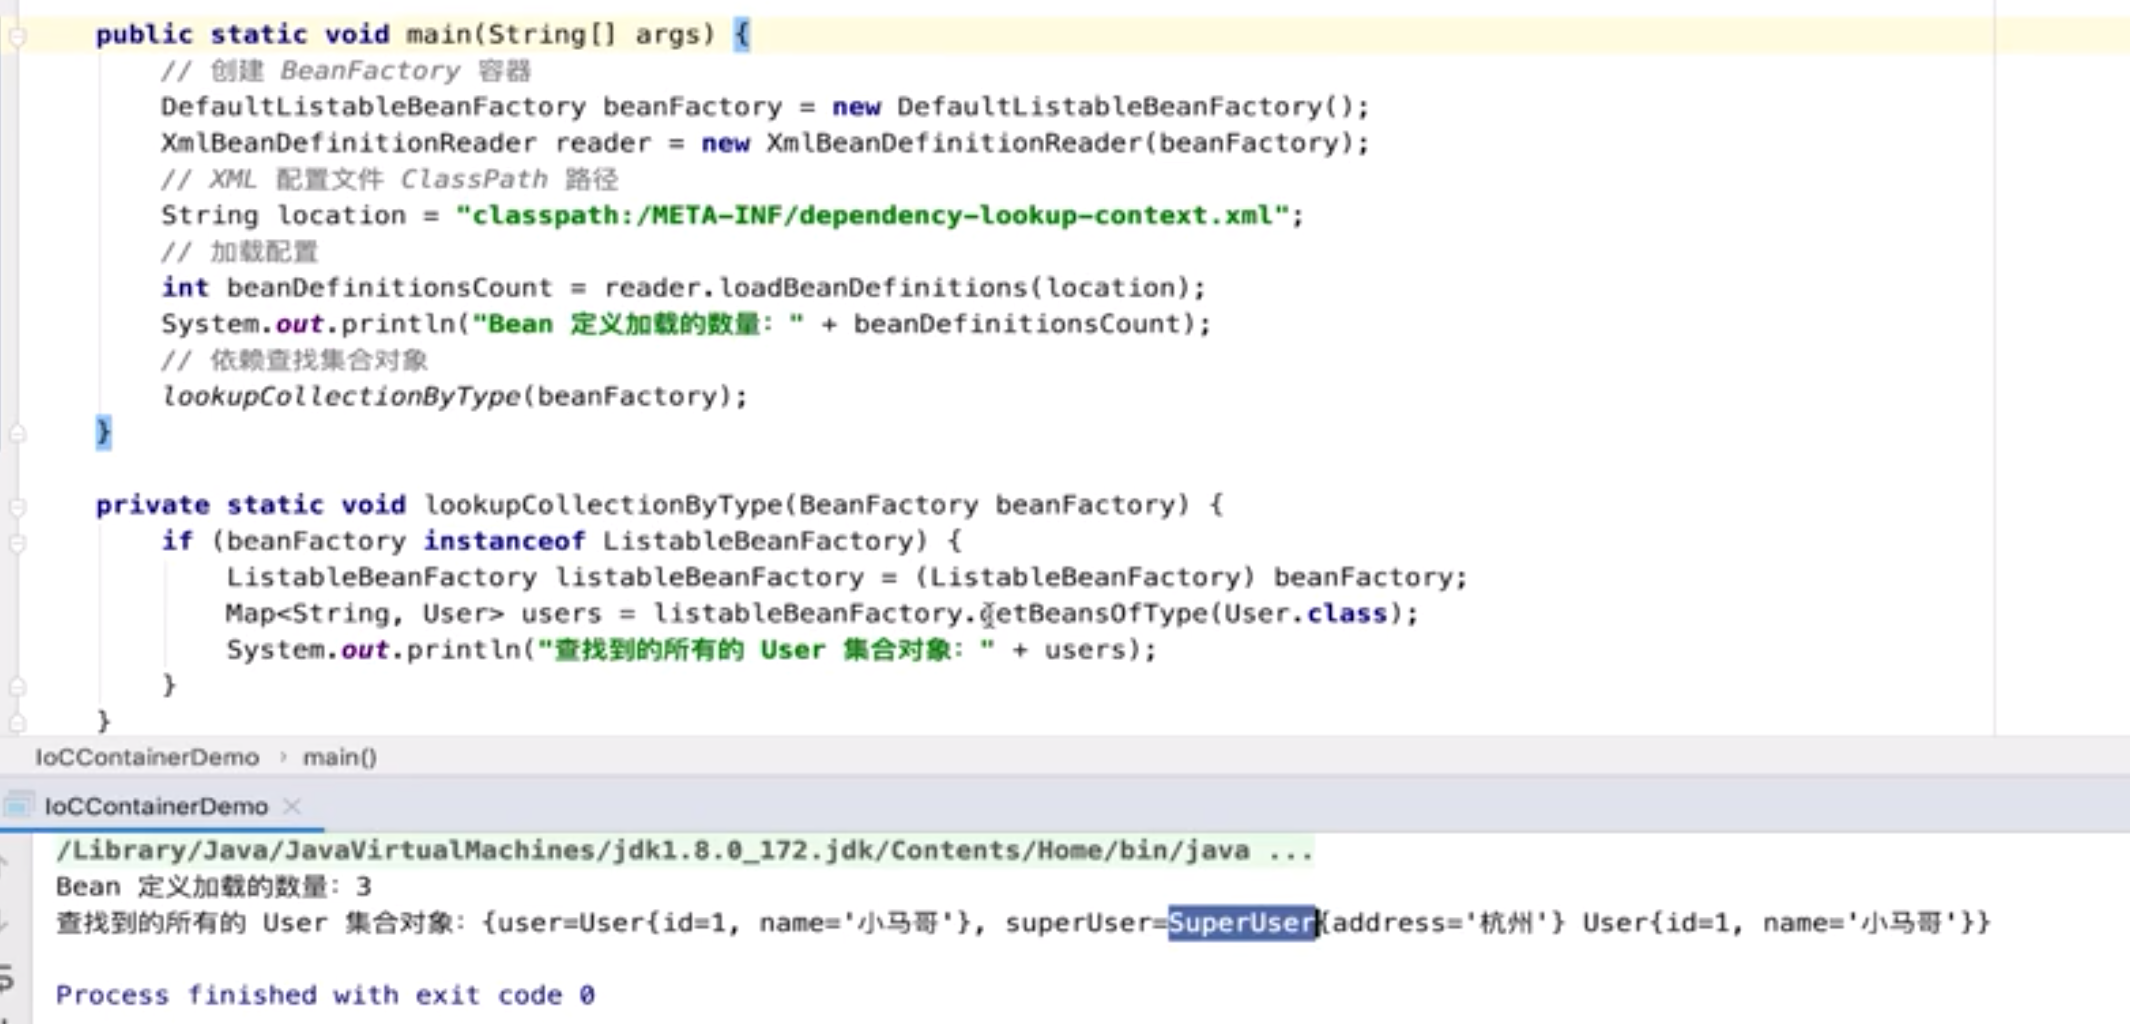 public static void main(String[] args) {
// 创建 BeanFactory 容器
DefaultListableBeanFactory beanFactory = new DefaultListableBeanFactory();
XmlBeanDefinitionReader reader = new XmlBeanDefinitionReader(beanFactory);
// XML 配置文件 ClassPath 路径
String location = "classpath:/META-INF/dependency-lookup-context.xml";
// 加载配置
int beanDefinitionsCount = reader.loadBeanDefinitions(location);
System.out.println("Bean 定义加载的数量：" + beanDefinitionsCount);
// 依赖查找集合对象
lookupCollectionByType(beanFactory);
}
private static void lookupCollectionByType(BeanFactory beanFactory) {
if (beanFactory instanceof ListableBeanFactory) {
ListableBeanFactory listableBeanFactory = (ListableBeanFactory) beanFactory;
Map<String, User> users = listableBeanFactory.getBeansOfType(User.class);
System.out.println("查找到的所有的 User 集合对象：" + users);
}
}
IoCContainerDemo › main()
IoCContainerDemo ×
/Library/Java/JavaVirtualMachines/jdk1.8.0_172.jdk/Contents/Home/bin/java ...
Bean 定义加载的数量：3
查找到的所有的 User 集合对象：{user=User{id=1, name='小马哥'}, superUser=SuperUser{address='杭州'} User{id=1, name='小马哥'}}
Process finished with exit code 0